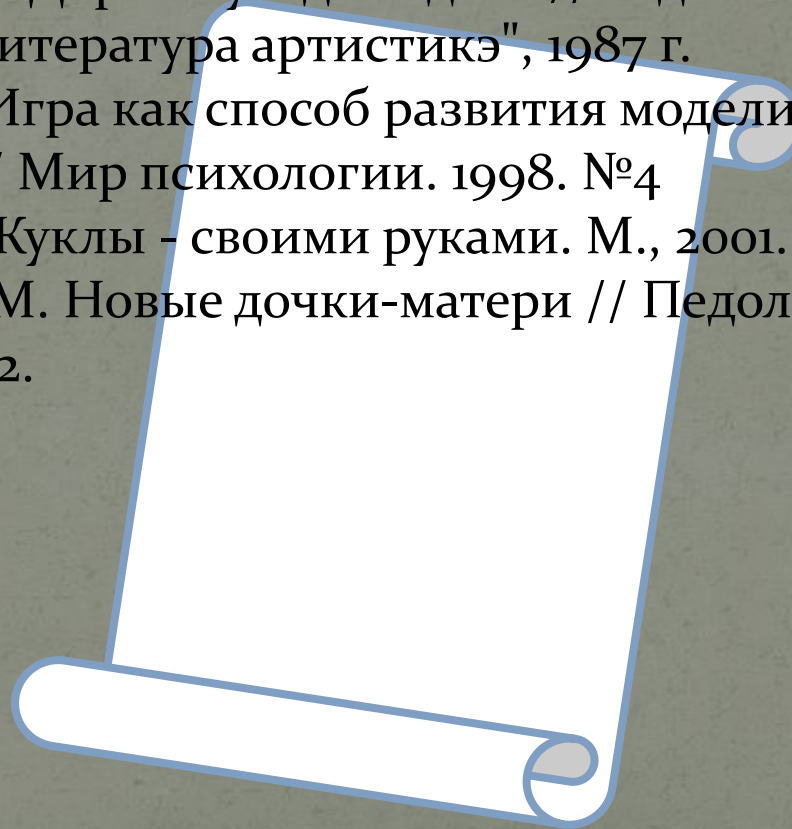 итература артистикэ", 1987 г.
Игра как способ развития модели
/ Мир психологии. 1998. №4
Куклы - своими руками. М., 2001.
М. Новые дочки-матери // Педол
2.